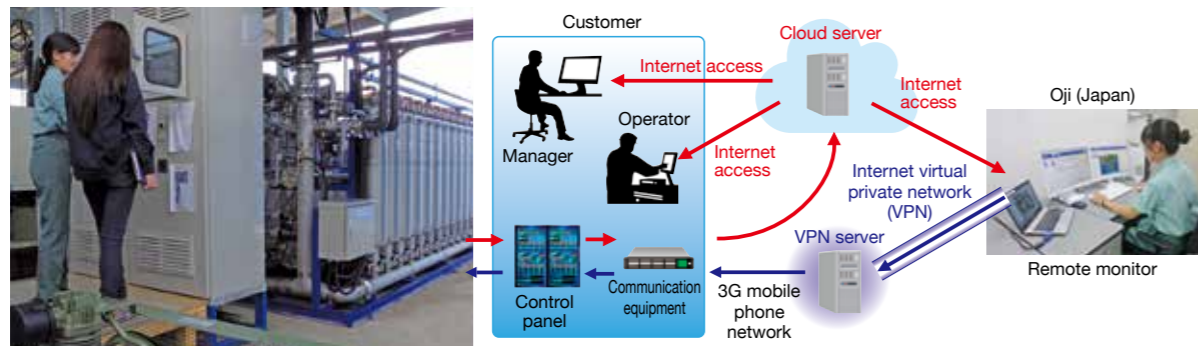 Customer
Cloud server
Internet access
Manager
Operator
Internet
access
Internet
access
Oji (Japan)
Internet virtual
private network
(VPN)
VPN server
Remote monitor
Control
panel
Communication
equipment
3G mobile
phone
network